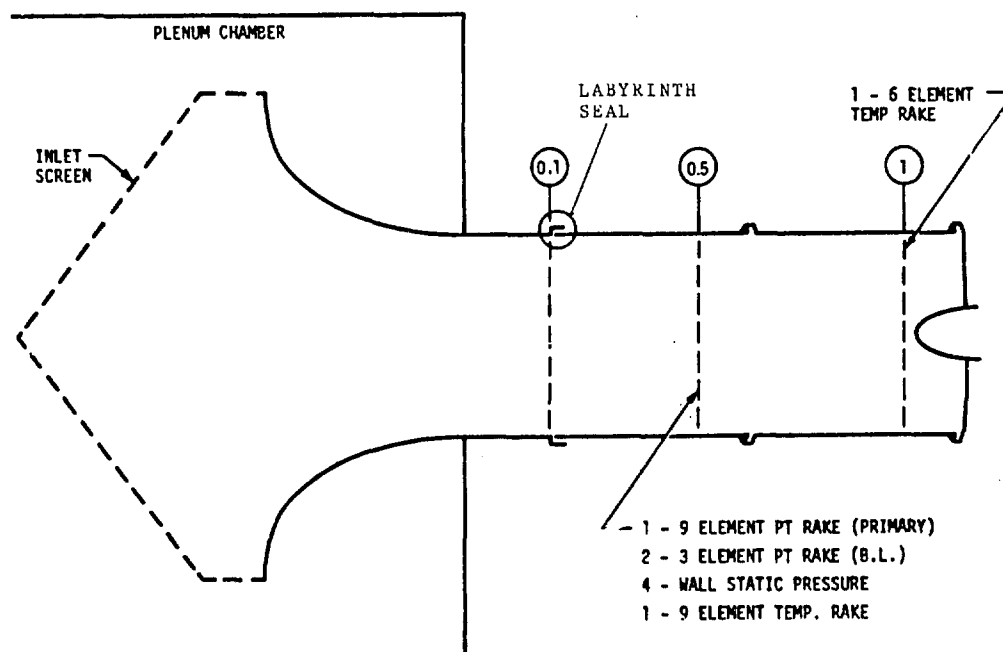 PLENUM CHAMBER
LABYRINTH
SEAL
1 - 6 ELEMENT
TEMP RAKE
INLET
SCREEN
0.1
0.5
1
1 - 9 ELEMENT PT RAKE (PRIMARY)
2 - 3 ELEMENT PT RAKE (B.L.)
4 - WALL STATIC PRESSURE
1 - 9 ELEMENT TEMP. RAKE